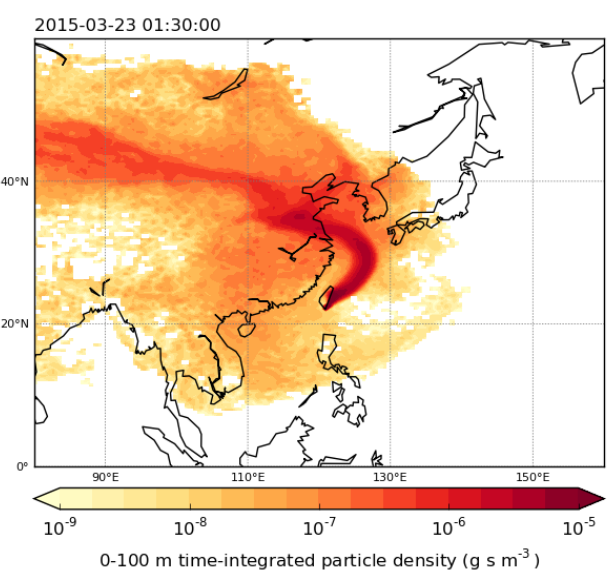 2015-03-23 01:30:00
40°N
20°N
0°
90°E 110°E 130°E 150°E
10⁻⁹ 10⁻⁸ 10⁻⁷ 10⁻⁶ 10⁻⁵
0-100 m time-integrated particle density (g s m⁻³)